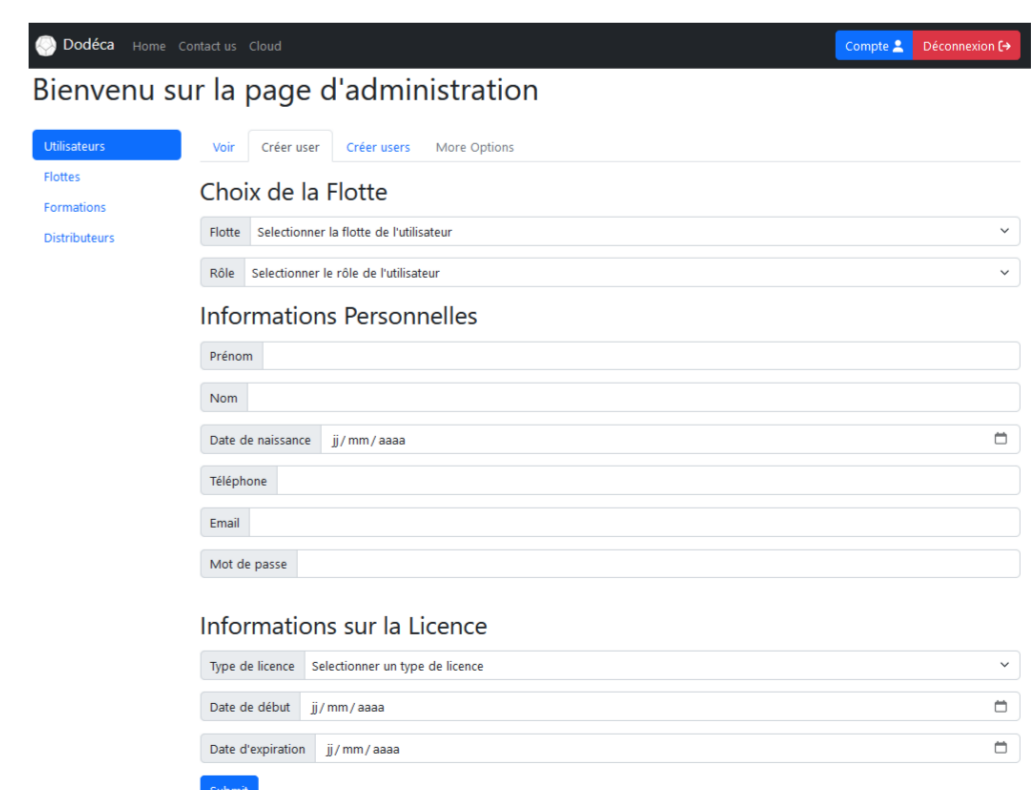 Dodéca Home Contact us Cloud Compte Déconnexion
Bienvenu sur la page d'administration
Utilisateurs
Flottes
Formations
Distributeurs
Voir Créer user Créer users More Options
Choix de la Flotte
Flotte Selectionner la flotte de l'utilisateur
Rôle Selectionner le rôle de l'utilisateur
Informations Personnelles
Prénom
Nom
Date de naissance jj/mm/aaaa
Téléphone
Email
Mot de passe
Informations sur la Licence
Type de licence Selectionner un type de licence
Date de début jj/mm/aaaa
Date d'expiration jj/mm/aaaa
Submit